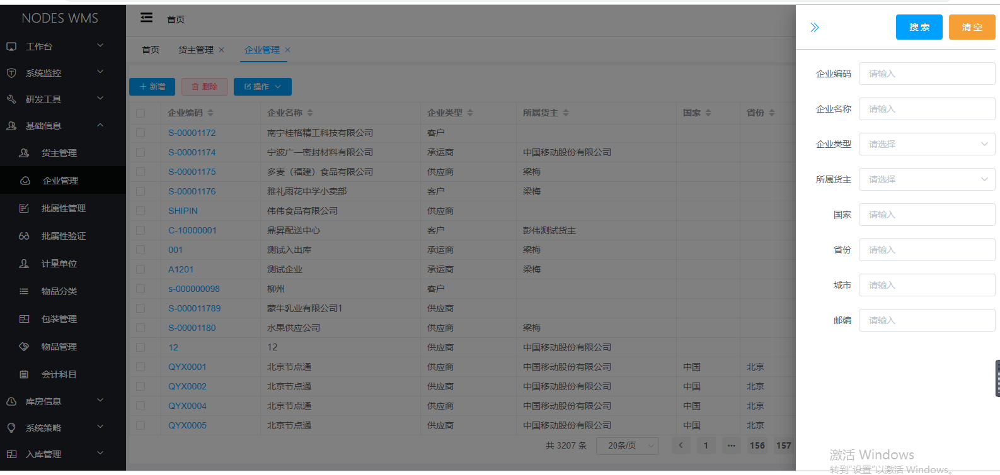 NODES WMS
工作台
系统监控
研发工具
基础信息
货主管理
企业管理
批属性管理
批属性验证
计量单位
物品分类
包装管理
物品管理
会计科目
库房信息
系统策略
入库管理
首页
首页 货主管理 企业管理
新增 删除 操作
企业编码 企业名称 企业类型 所属货主 国家 省份
S-00001172 南宁桂格精工科技有限公司 客户
S-00001174 宁波广一密封材料有限公司 承运商 中国移动股份有限公司
S-00001175 多麦（福建）食品有限公司 供应商 梁梅
S-00001176 雅礼雨花中学小卖部 客户 梁梅
SHIPIN 伟伟食品有限公司 供应商
C-10000001 鼎昇配送中心 客户 彭伟测试货主
001 测试入出库 承运商 梁梅
A1201 测试企业 承运商 梁梅
s-000000098 柳州 客户
S-000011789 蒙牛乳业有限公司1 供应商
S-00001180 水果供应公司 供应商 梁梅
12 12 供应商 中国移动股份有限公司
QYX0001 北京节点通 供应商 中国移动股份有限公司 中国 北京
QYX0002 北京节点通 供应商 中国移动股份有限公司 中国 北京
QYX0004 北京节点通 供应商 中国移动股份有限公司 中国 北京
QYX0005 北京节点通 供应商 中国移动股份有限公司 中国 北京
共 3207 条 20条/页 1 ··· 156 157
搜 索 清 空
企业编码 请输入
企业名称 请输入
企业类型 请选择
所属货主 请选择
国家 请输入
省份 请输入
城市 请输入
邮编 请输入
激活 Windows
转到"设置"以激活 Windows。